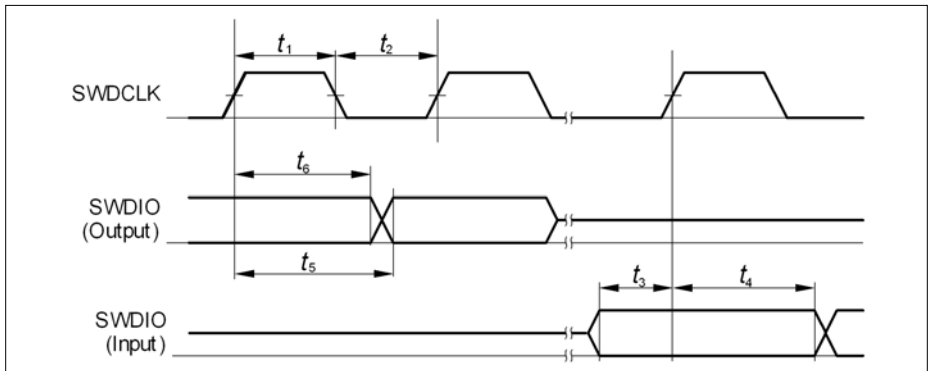 t₁ t₂
SWDCLK
t₆
SWDIO
(Output)
t₅
t₃ t₄
SWDIO
(Input)